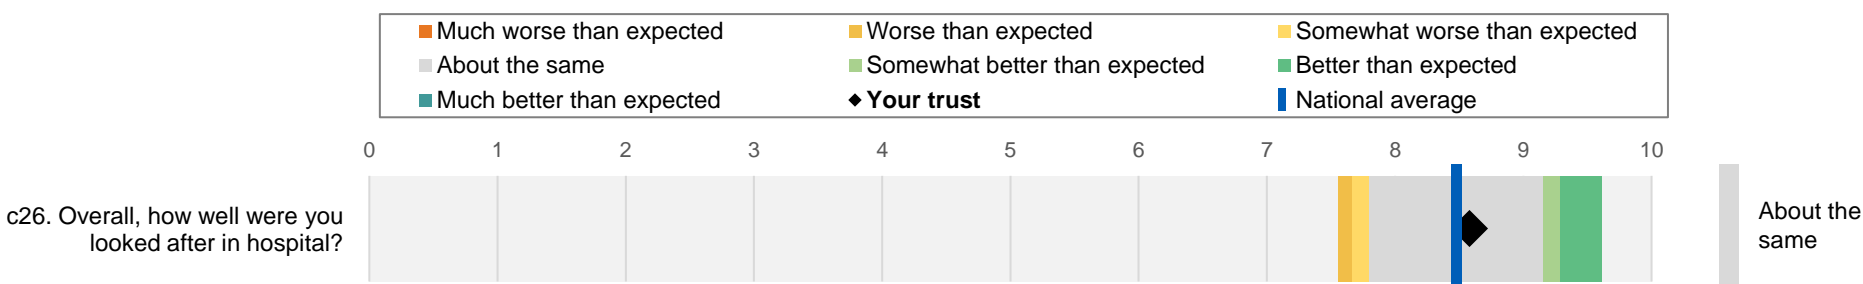 Much worse than expected
Worse than expected
Somewhat worse than expected
About the same
Somewhat better than expected
Better than expected
Much better than expected
Your trust
National average
0 1 2 3 4 5 6 7 8 9 10
c26. Overall, how well were you
looked after in hospital?
About the
same